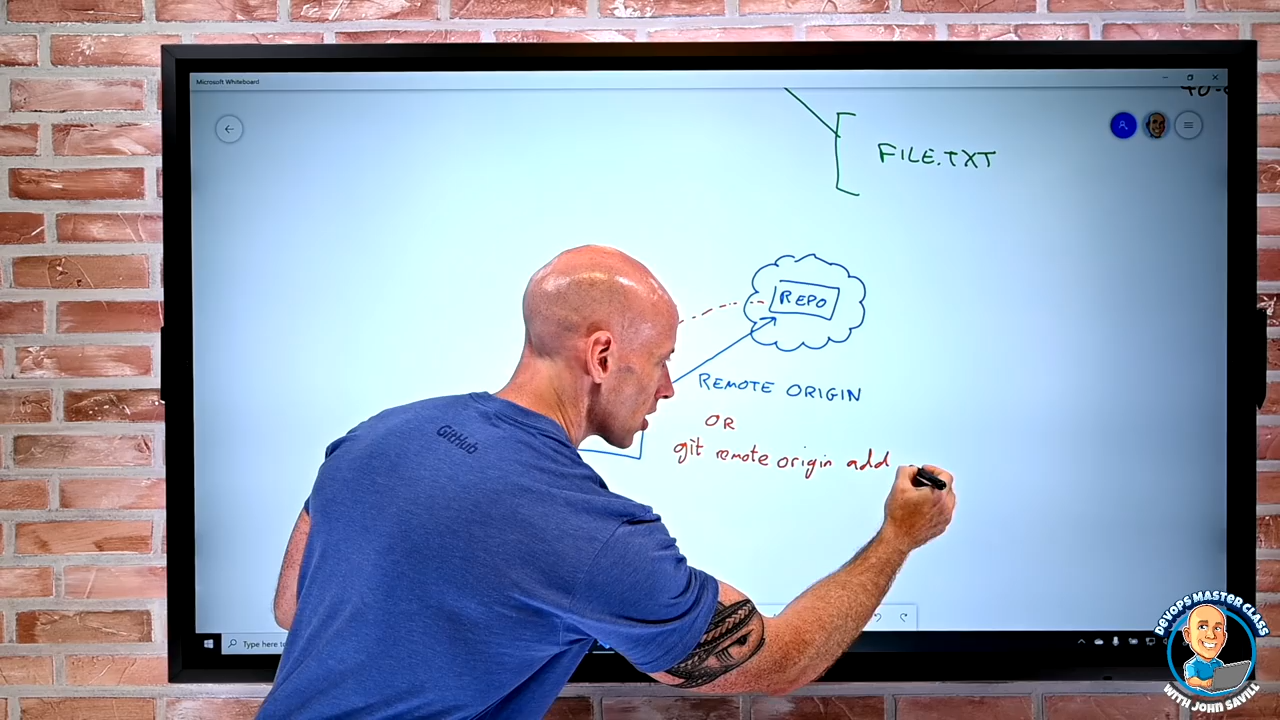 Microsoft Whiteboard
FILE.TXT
REPO
REMOTE ORIGIN
OR
git remote origin add
GitHub
Type here to
DEVOPS MASTER CLASS
WITH JOHN SAVILL